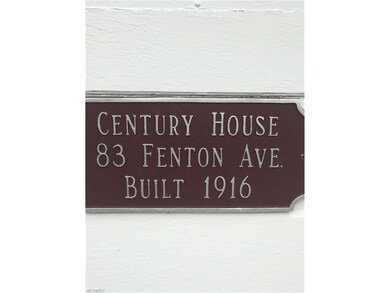 CENTURY HOUSE
83 FENTON AVE.
BUILT 1916